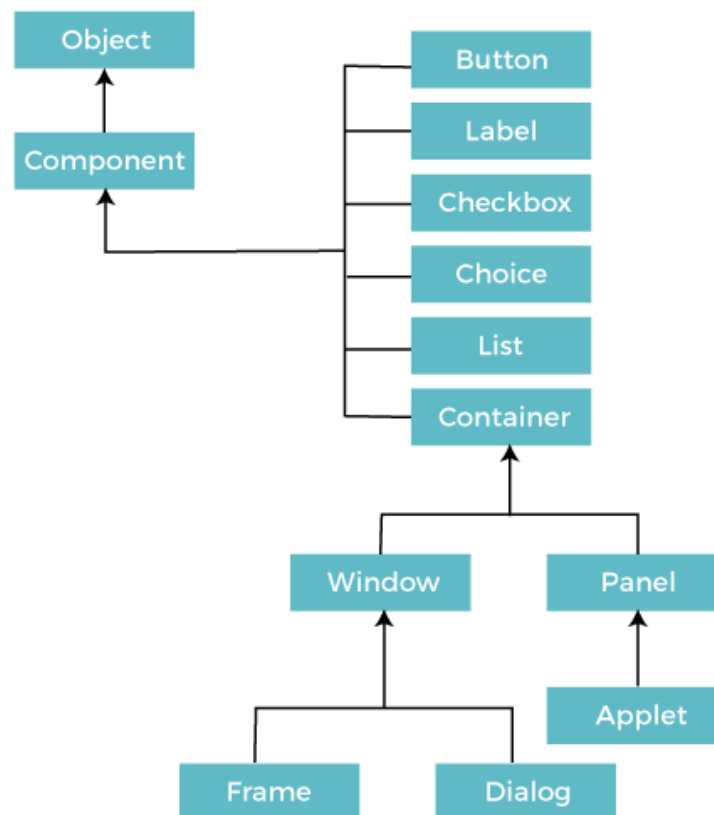 Object
Button
Label
Component
Checkbox
Choice
List
Container
Window
Panel
Applet
Frame
Dialog